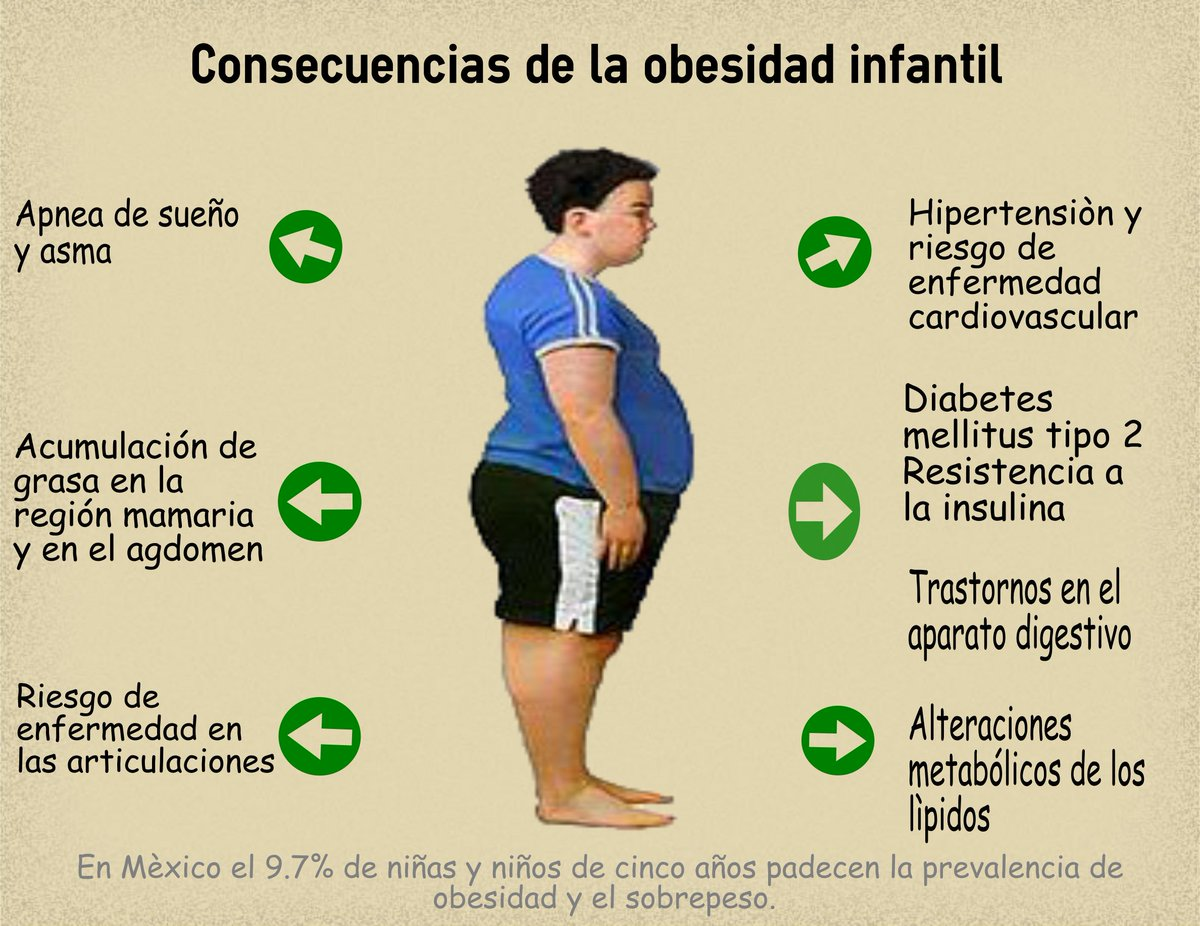 Consecuencias de la obesidad infantil
Apnea de sueño
y asma
Acumulación de
grasa en la
región mamaria
y en el agdomen
Riesgo de
enfermedad en
las articulaciones
Hipertensiòn y
riesgo de
enfermedad
cardiovascular
Diabetes
mellitus tipo 2
Resistencia a
la insulina
Trastornos en el
aparato digestivo
Alteraciones
metabólicos de los
lìpidos
En Mèxico el 9.7% de niñas y niños de cinco años padecen la prevalencia de
obesidad y el sobrepeso.